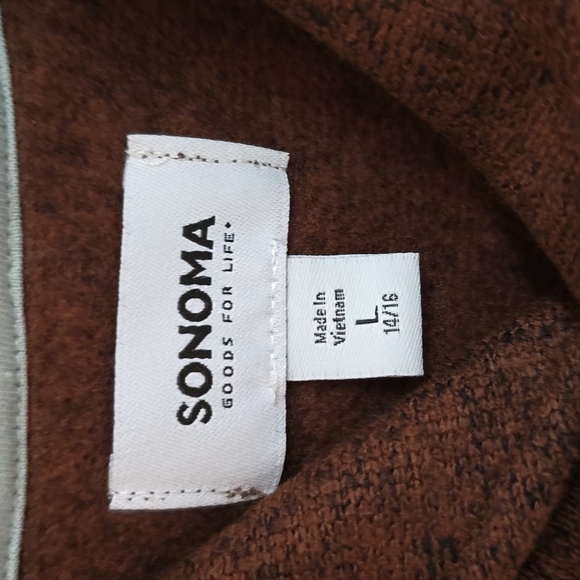 SONOMA
GOODS FOR LIFE
Made In
Vietnam
L
14/16